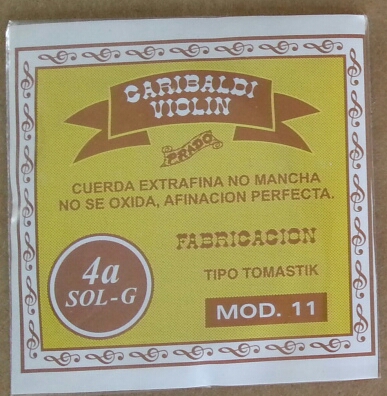 GARIBALDI
VIOLIN
PRADO
CUERDA EXTRAFINA NO MANCHA
NO SE OXIDA, AFINACION PERFECTA.
FABRICACION
TIPO TOMASTIK
4a
SOL-G
MOD. 11